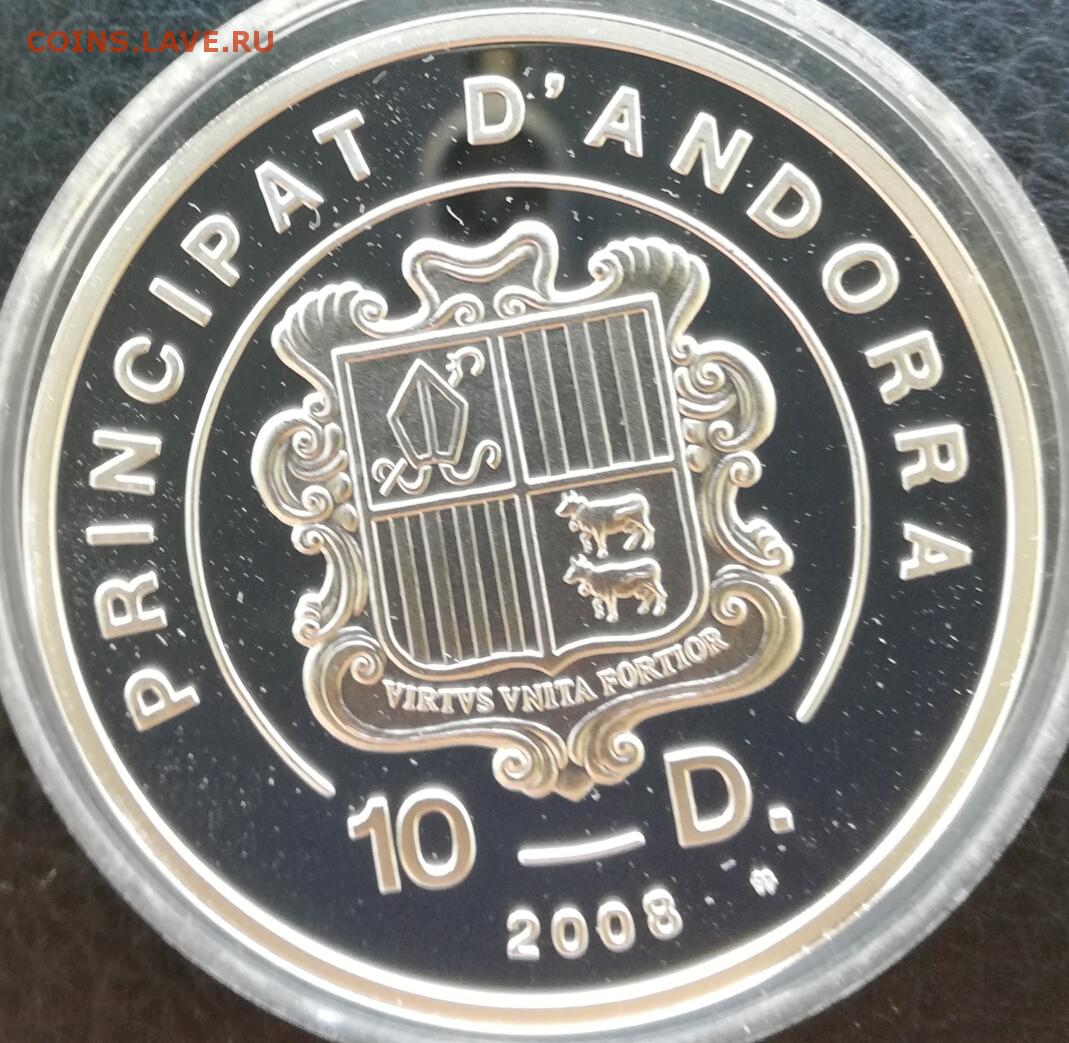 COINS.LAVE.RU
PRINCIPAT D'ANDORRA
VIRTVS VNITA FORTIOR
10 — D.
2008